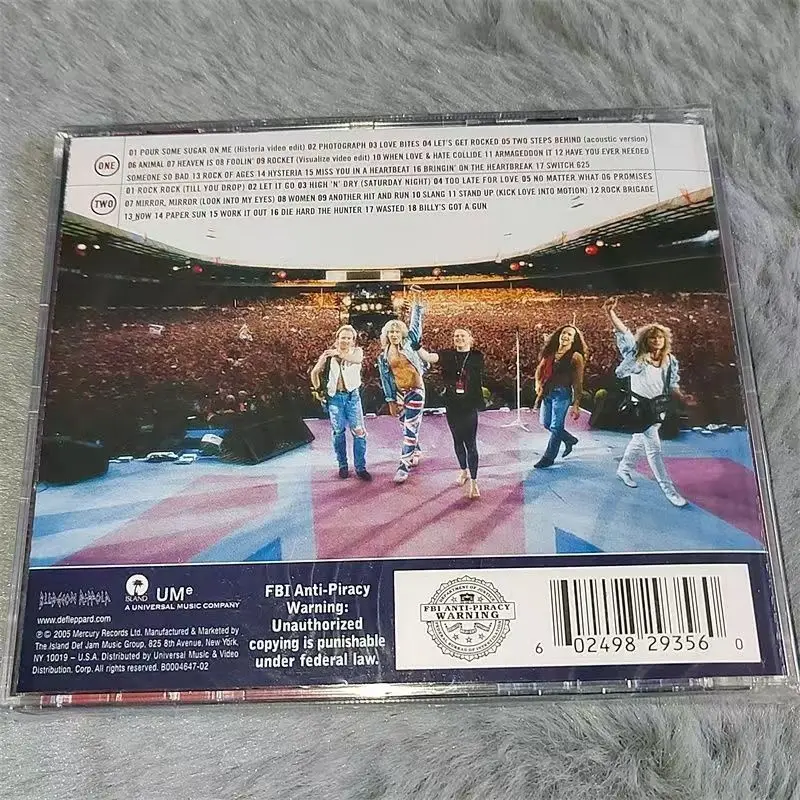 ONE
01 POUR SOME SUGAR ON ME (Historia video edit) 02 PHOTOGRAPH 03 LOVE BITES 04 LET'S GET ROCKED 05 TWO STEPS BEHIND (acoustic version)
06 ANIMAL 07 HEAVEN IS 08 FOOLIN' 09 ROCKET (Visualize video edit) 10 WHEN LOVE & HATE COLLIDE 11 ARMAGEDDON IT 12 HAVE YOU EVER NEEDED
SOMEONE SO BAD 13 ROCK OF AGES 14 HYSTERIA 15 MISS YOU IN A HEARTBEAT 16 BRINGIN' ON THE HEARTBREAK 17 SWITCH 625
TWO
01 ROCK ROCK (TILL YOU DROP) 02 LET IT GO 03 HIGH 'N' DRY (SATURDAY NIGHT) 04 TOO LATE FOR LOVE 05 NO MATTER WHAT 06 PROMISES
07 MIRROR, MIRROR (LOOK INTO MY EYES) 08 WOMEN 09 ANOTHER HIT AND RUN 10 SLANG 11 STAND UP (KICK LOVE INTO MOTION) 12 ROCK BRIGADE
13 NOW 14 PAPER SUN 15 WORK IT OUT 16 DIE HARD THE HUNTER 17 WASTED 18 BILLY'S GOT A GUN
ISLAND UMe
A UNIVERSAL MUSIC COMPANY
www.defleppard.com
℗ © 2005 Mercury Records Ltd. Manufactured & Marketed by
The Island Def Jam Music Group, 825 8th Avenue, New York,
NY 10019 – U.S.A. Distributed by Universal Music & Video
Distribution, Corp. All rights reserved. B0004647-02
FBI Anti-Piracy
Warning:
Unauthorized
copying is punishable
under federal law.
FBI ANTI-PIRACY
WARNING
6 02498 29356 0